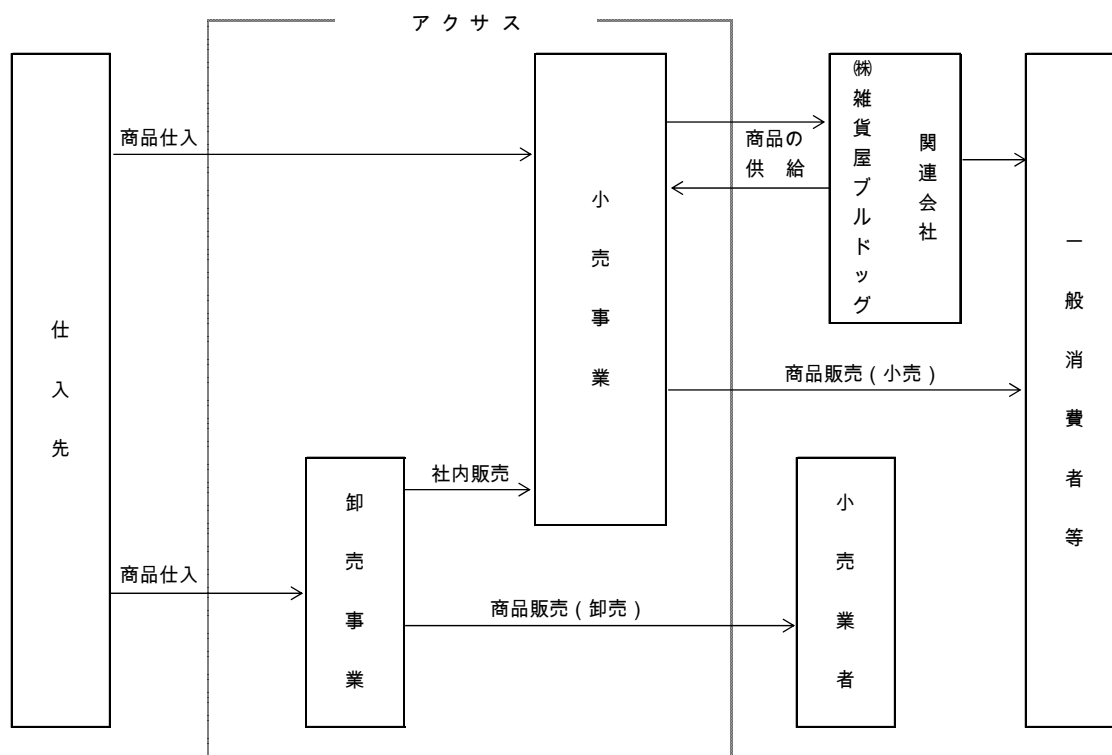 アクサス
仕入先
商品仕入
商品仕入
卸売事業
社内販売
商品販売(卸売)
小売事業
商品の
供給
商品販売(小売)
㈱雑貨屋ブルドッグ
関連会社
小売業者
一般消費者等